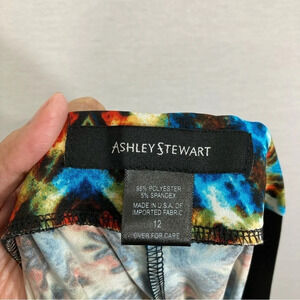 ASHLEY STEWART
95% POLYESTER
5% SPANDEX
MADE IN U.S.A. OF
IMPORTED FABRIC
12
OVER FOR CARE